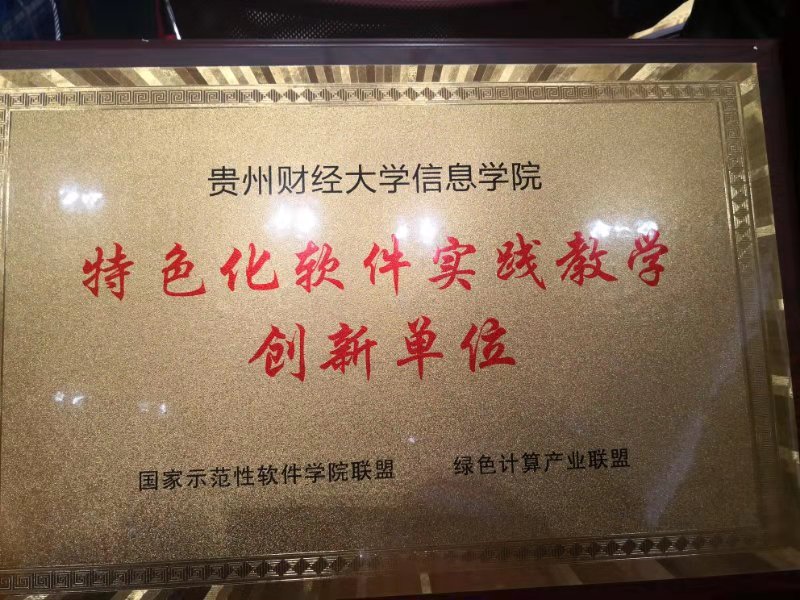 贵州财经大学信息学院
特色化软件实践教学
创新单位
国家示范性软件学院联盟 绿色计算产业联盟